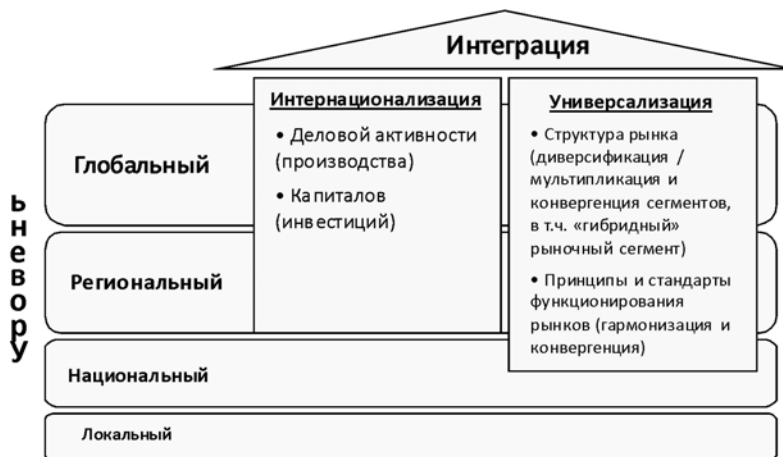 Интеграция
Уровень
Глобальный
Региональный
Национальный
Локальный
Интернационализация
• Деловой активности
(производства)
• Капиталов
(инвестиций)
Универсализация
• Структура рынка
(диверсификация /
мультипликация и
конвергенция сегментов,
в т.ч. «гибридный»
рыночный сегмент)
• Принципы и стандарты
функционирования
рынков (гармонизация и
конвергенция)